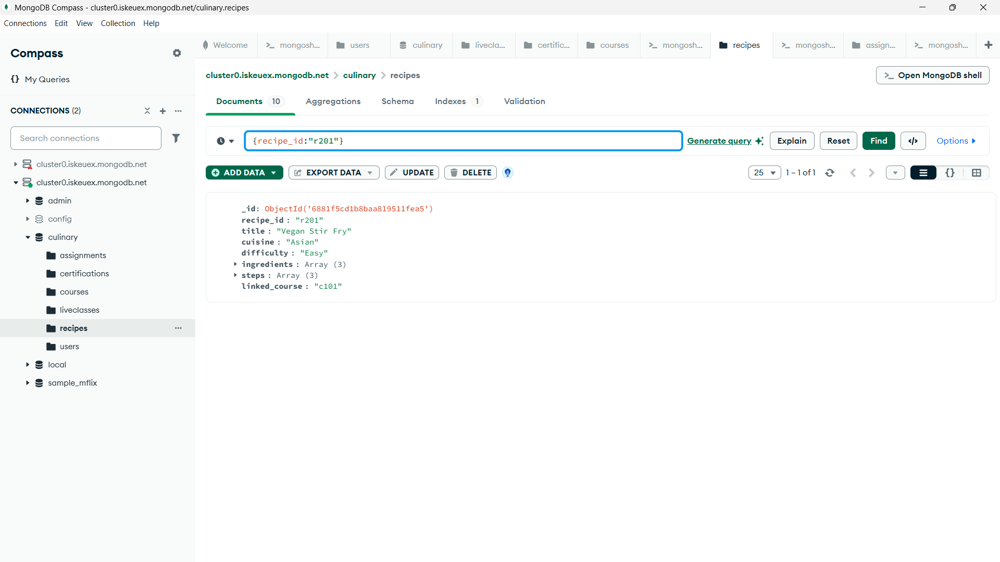 MongoDB Compass - cluster0.iskeuex.mongodb.net/culinary.recipes
Connections Edit View Collection Help
Compass
My Queries
CONNECTIONS (2)
Search connections
cluster0.iskeuex.mongodb.net
cluster0.iskeuex.mongodb.net
admin
config
culinary
assignments
certifications
courses
liveclasses
recipes
users
local
sample_mflix
Welcome mongosh... users culinary livecla... certific... courses mongosh... recipes mongosh... assign... mongosh...
cluster0.iskeuex.mongodb.net culinary recipes
Open MongoDB shell
Documents 10 Aggregations Schema Indexes 1 Validation
{recipe_id:"r201"}
Generate query Explain Reset Find </> Options
ADD DATA EXPORT DATA UPDATE DELETE 25 1 – 1 of 1 {}
_id: ObjectId('6881f5cd1b8baa819511fea5')
recipe_id : "r201"
title : "Vegan Stir Fry"
cuisine : "Asian"
difficulty : "Easy"
ingredients : Array (3)
steps : Array (3)
linked_course : "c101"